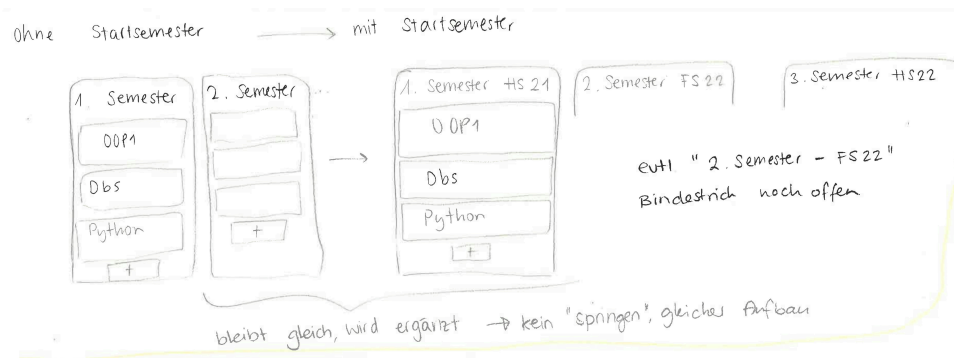 ohne Startsemester → mit Startsemester
1. Semester
OOP1
Dbs
Python
+
2. Semester ...
+
→
1. Semester HS 21
OOP1
Dbs
Python
+
2. Semester FS22
3. Semester HS22
evtl "2. Semester - FS22"
Bindestrich noch offen
bleibt gleich, wird ergänzt → kein "springen", gleicher Aufbau